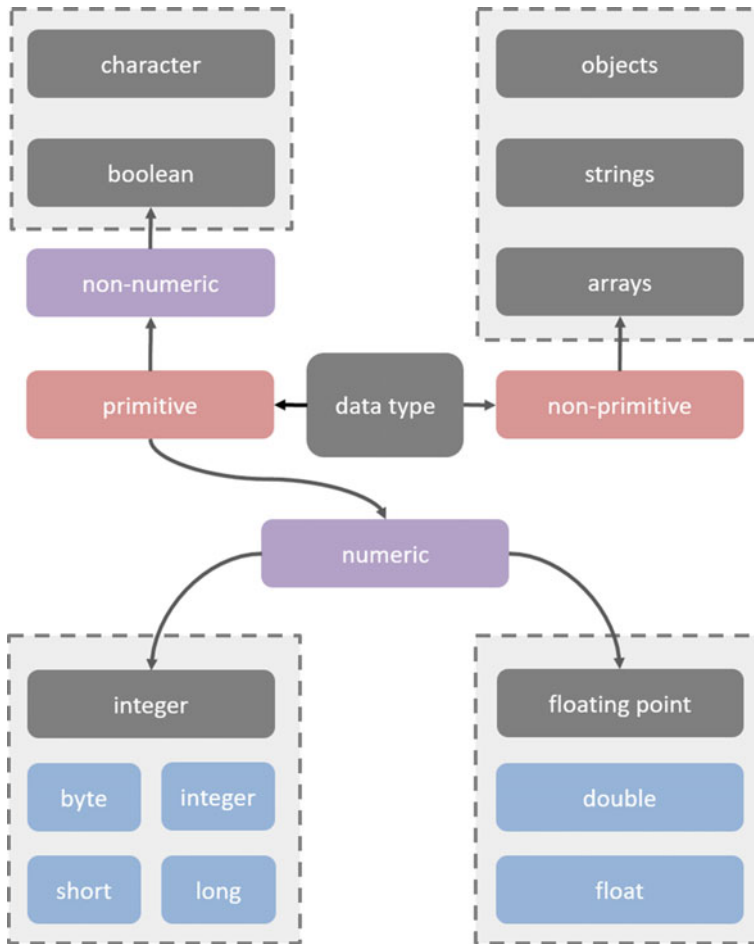 character
objects
boolean
strings
non-numeric
arrays
primitive
data type
non-primitive
numeric
integer
floating point
byte
integer
double
short
long
float